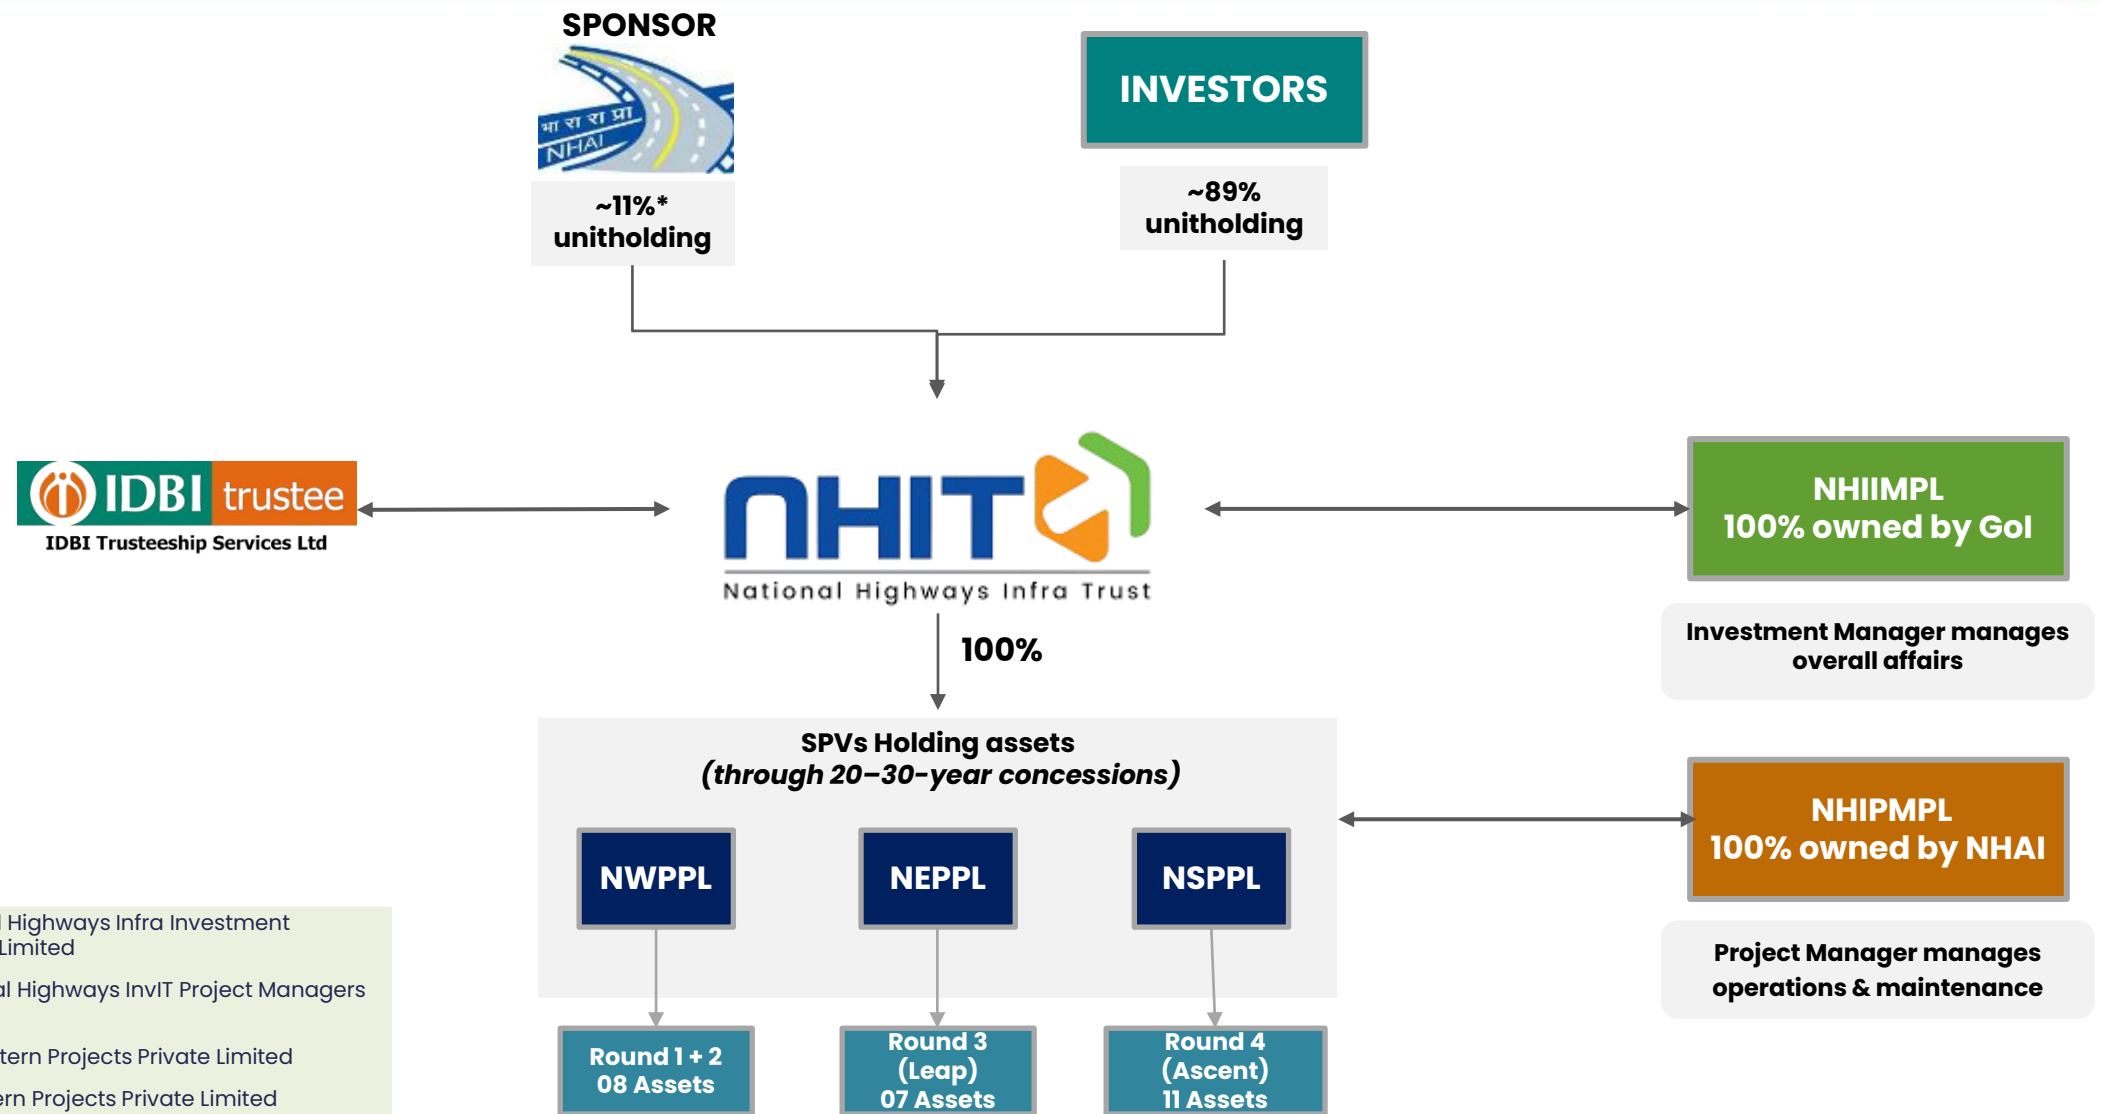 SPONSOR
भा रा रा प्रा
NHAI
~11%*
unitholding
INVESTORS
~89%
unitholding
IDBI trustee
IDBI Trusteeship Services Ltd
NHIT
National Highways Infra Trust
NHIIMPL
100% owned by GoI
Investment Manager manages
overall affairs
100%
SPVs Holding assets
(through 20–30-year concessions)
NWPPL
NEPPL
NSPPL
NHIPMPL
100% owned by NHAI
Project Manager manages
operations & maintenance
Round 1 + 2
08 Assets
Round 3
(Leap)
07 Assets
Round 4
(Ascent)
11 Assets
Highways Infra Investment
Limited
Highways InvIT Project Managers
Projects Private Limited
Projects Private Limited